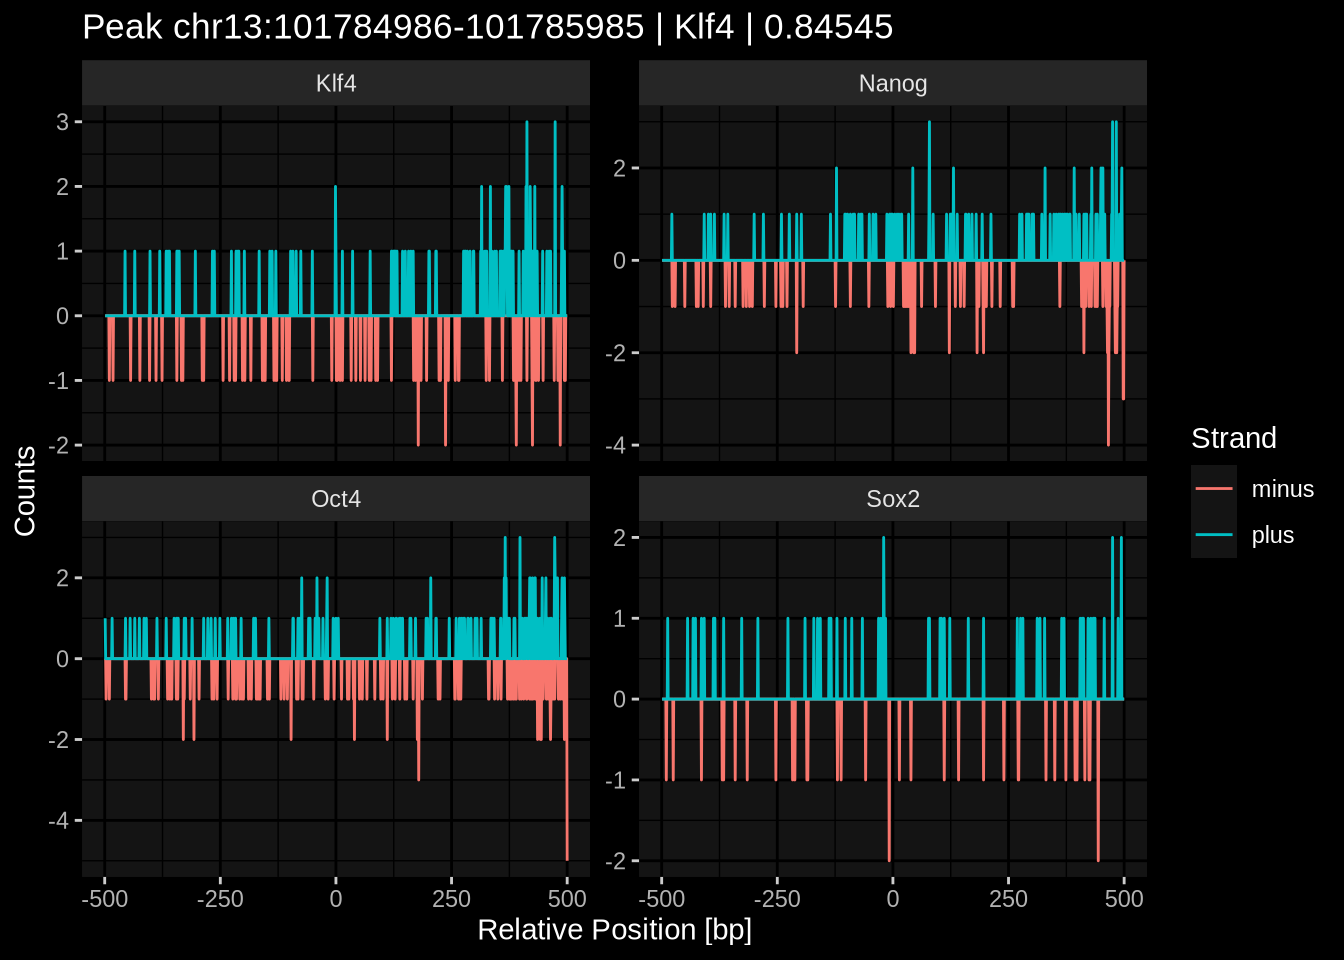 Peak chr13:101784986-101785985 | Klf4 | 0.84545
Klf4
Nanog
3
2
1
0
-1
-2
2
0
-2
-4
Oct4
Sox2
2
0
-2
-4
2
1
0
-1
-2
-500 -250 0 250 500
-500 -250 0 250 500
Relative Position [bp]
Counts
Strand
minus
plus